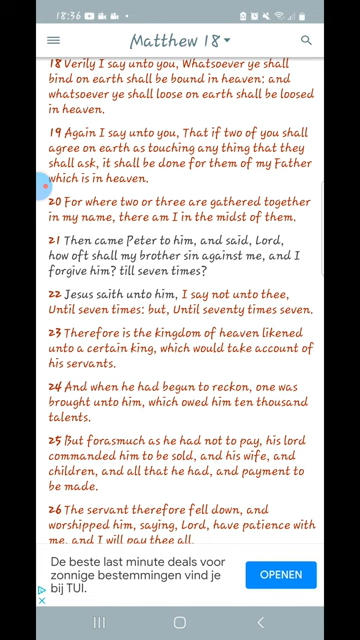 18:36
Matthew 18
18 Verily I say unto you, Whatsoever ye shall
bind on earth shall be bound in heaven: and
whatsoever ye shall loose on earth shall be loosed
in heaven.
19 Again I say unto you, That if two of you shall
agree on earth as touching any thing that they
shall ask, it shall be done for them of my Father
which is in heaven.
20 For where two or three are gathered together
in my name, there am I in the midst of them.
21 Then came Peter to him, and said, Lord,
how oft shall my brother sin against me, and I
forgive him? till seven times?
22 Jesus saith unto him, I say not unto thee,
Until seven times: but, Until seventy times seven.
23 Therefore is the kingdom of heaven likened
unto a certain king, which would take account of
his servants.
24 And when he had begun to reckon, one was
brought unto him, which owed him ten thousand
talents.
25 But forasmuch as he had not to pay, his lord
commanded him to be sold, and his wife, and
children, and all that he had, and payment to
be made.
26 The servant therefore fell down, and
worshipped him, saying, Lord, have patience with
me, and I will pay thee all.
De beste last minute deals voor
zonnige bestemmingen vind je
bij TUI.
OPENEN